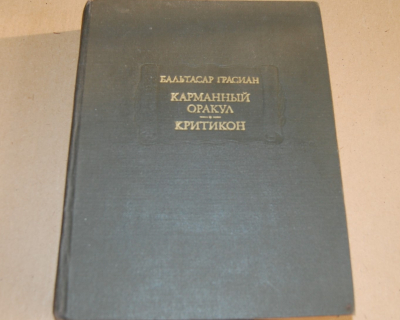 БАЛЬТАСАР ГРАСИАН
КАРМАННЫЙ
ОРАКУЛ
КРИТИКОН